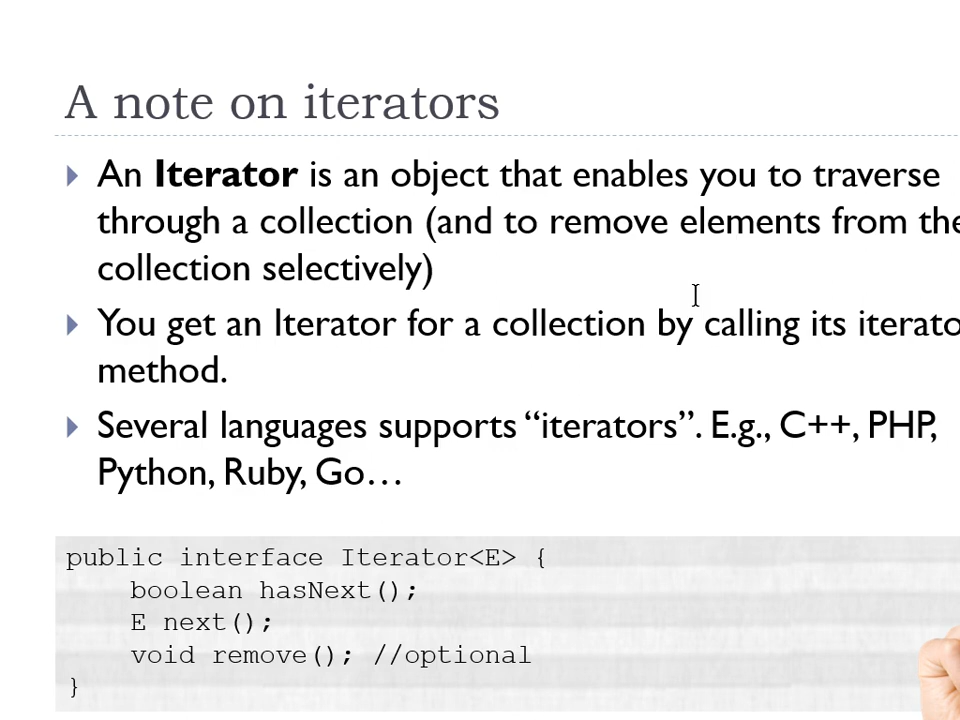 A note on iterators
An Iterator is an object that enables you to traverse
through a collection (and to remove elements from the
collection selectively)
You get an Iterator for a collection by calling its
method.
Several languages supports “iterators”. E.g., C++, PHP,
Python, Ruby, Go…
public interface Iterator<E> {
boolean hasNext();
E next();
void remove(); //optional
}